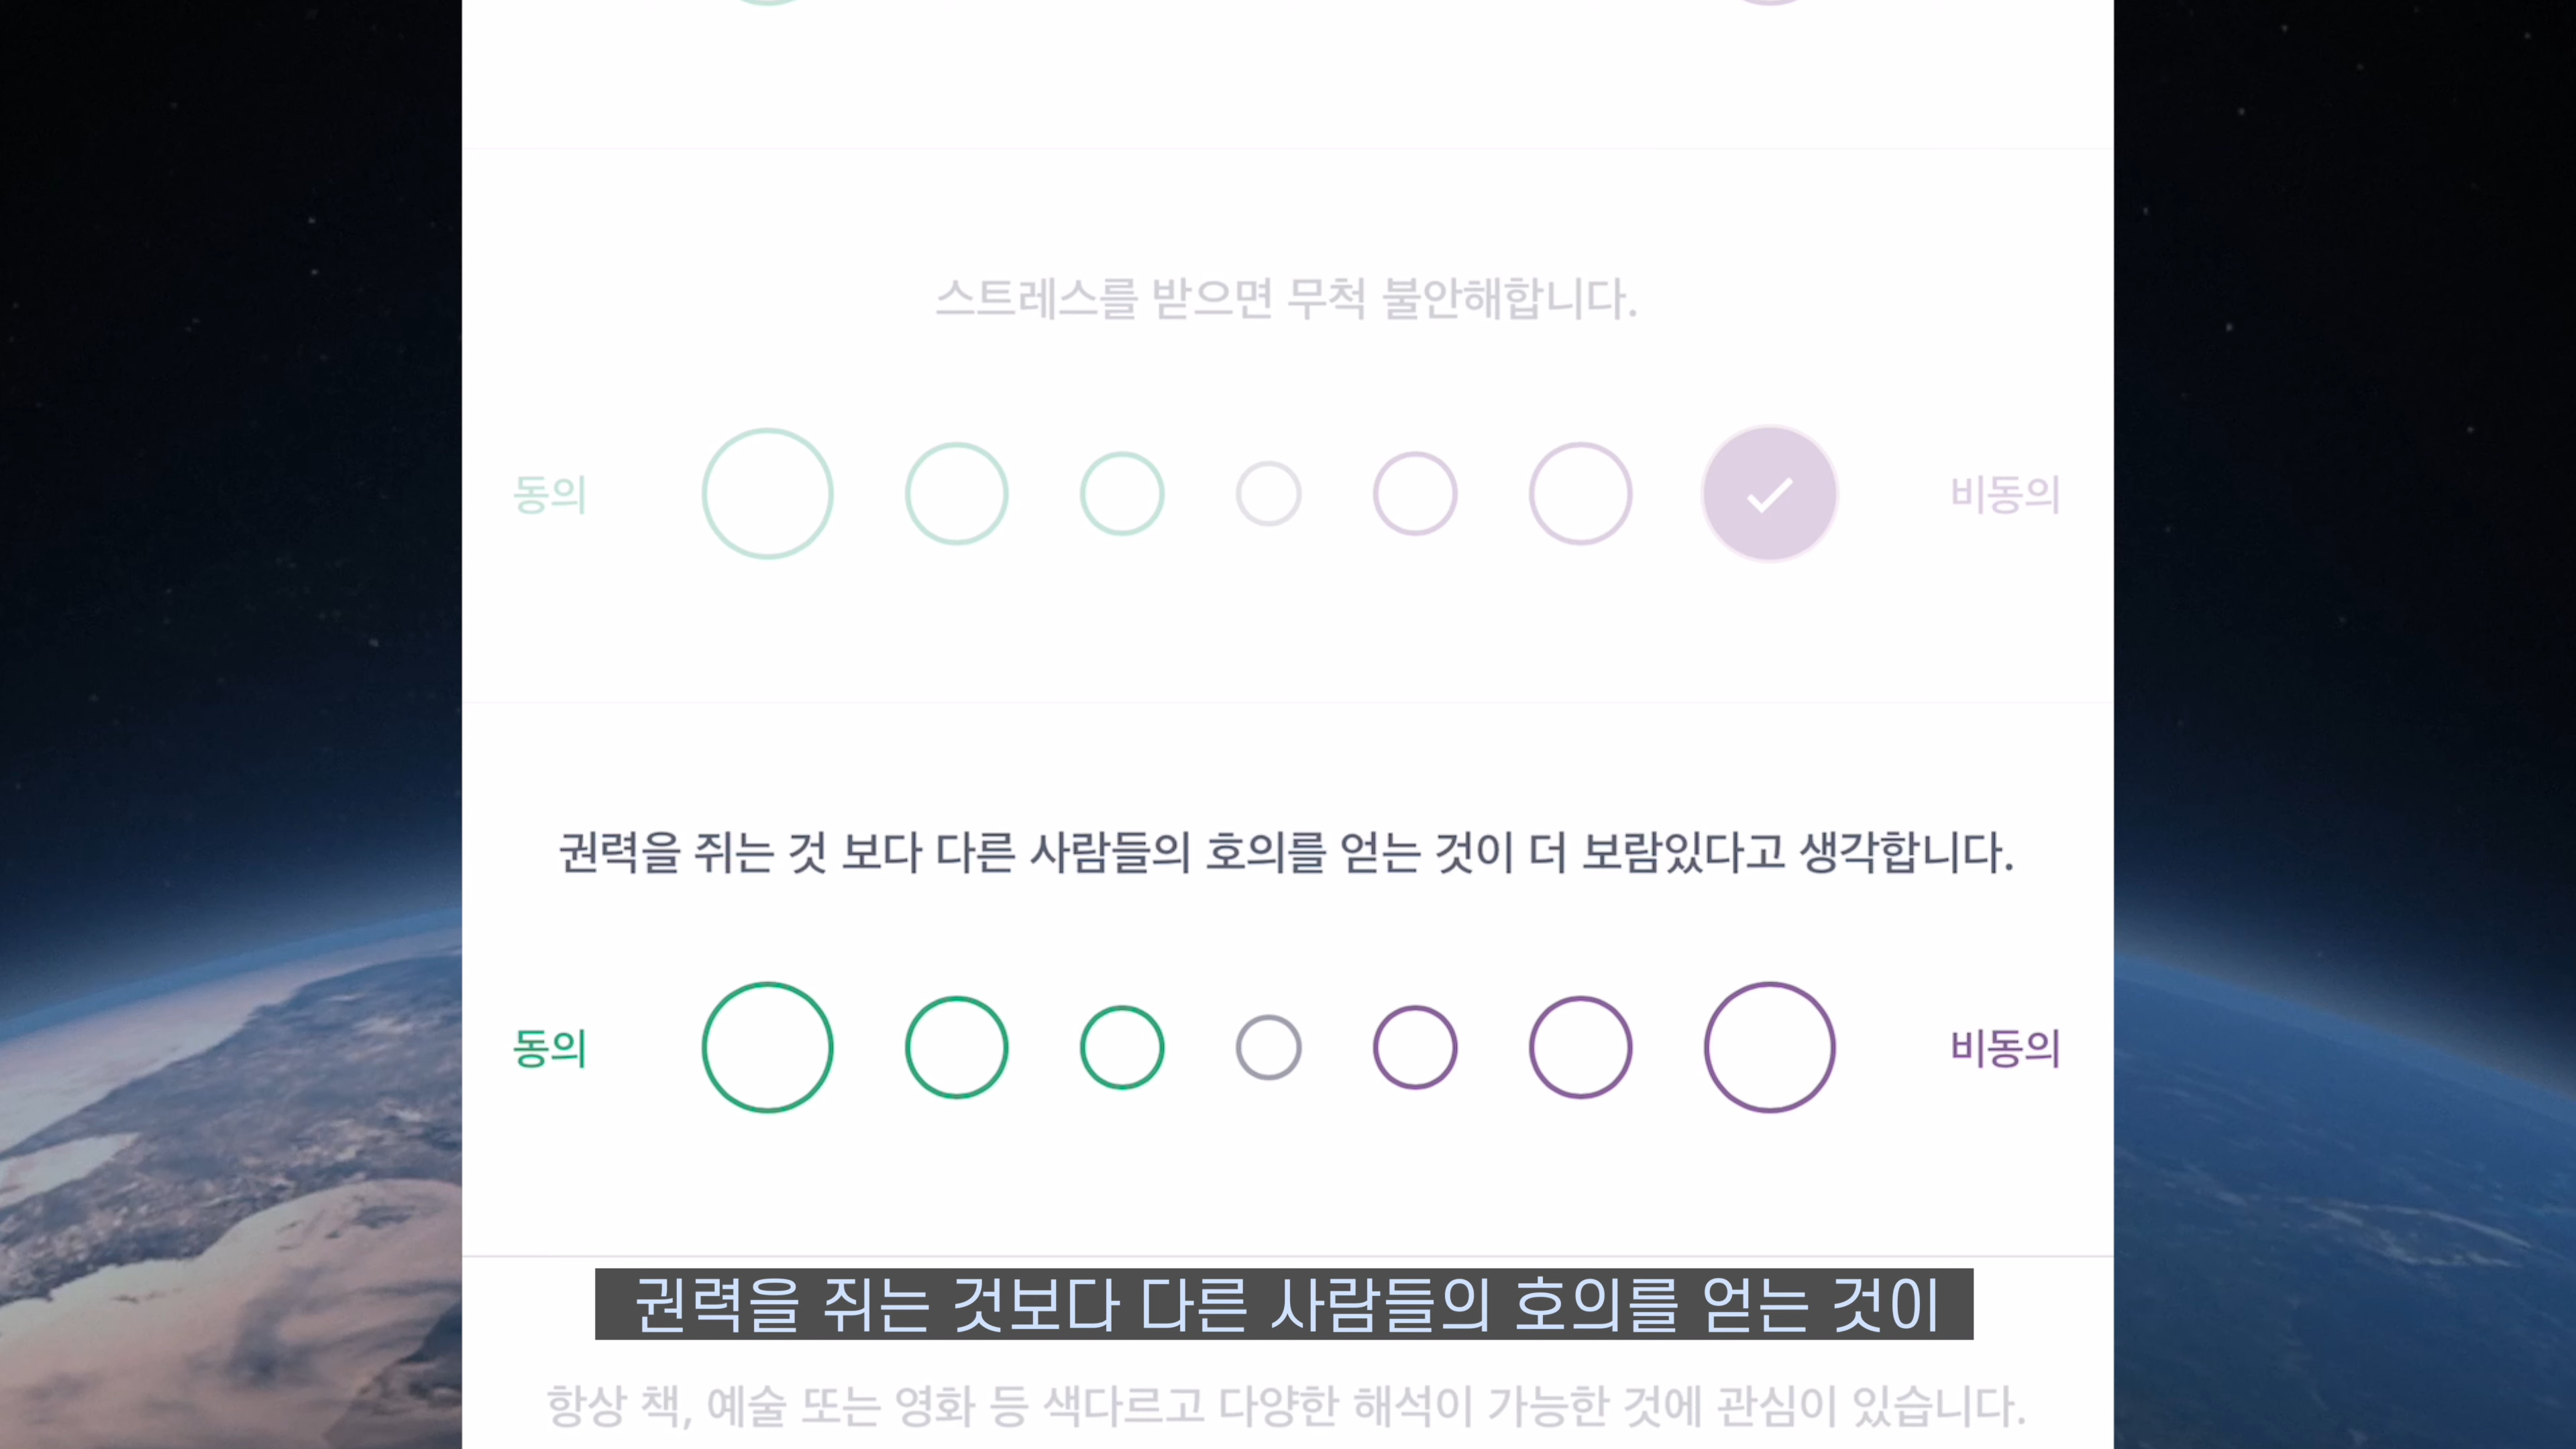 스트레스를 받으면 무척 불안해합니다.
동의 비동의
권력을 쥐는 것 보다 다른 사람들의 호의를 얻는 것이 더 보람있다고 생각합니다.
동의 비동의
권력을 쥐는 것보다 다른 사람들의 호의를 얻는 것이
항상 책, 예술 또는 영화 등 색다르고 다양한 해석이 가능한 것에 관심이 있습니다.